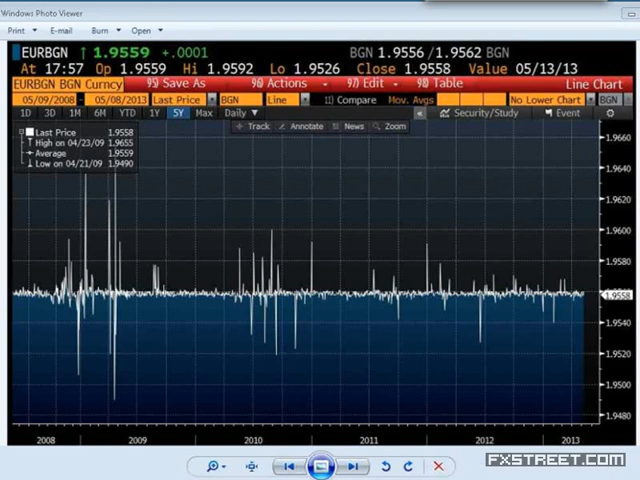 Windows Photo Viewer
Print E-mail Burn Open
EURBGN ↑ 1.9559 +.0001 BGN 1.9556 / 1.9562 BGN
At 17:57 Op 1.9559 Hi 1.9592 Lo 1.9526 Close 1.9558 Value 05/13/13
EURBGN BGN Curncy 99) Save As 90) Actions 97) Edit 98) Table Line Chart
05/09/2008 - 05/08/2013 Last Price BGN Line 11) Compare Mov. Avgs No Lower Chart BGN
1D 3D 1M 6M YTD 1Y 5Y Max Daily ▼ « Security/Study Event
Track Annotate News Zoom
Last Price 1.9558
High on 04/23/09 1.9655
Average 1.9559
Low on 04/21/09 1.9490
1.9660
1.9640
1.9620
1.9600
1.9580
1.9558
1.9540
1.9520
1.9500
1.9480
2008 2009 2010 2011 2012 2013
FXSTREET.COM